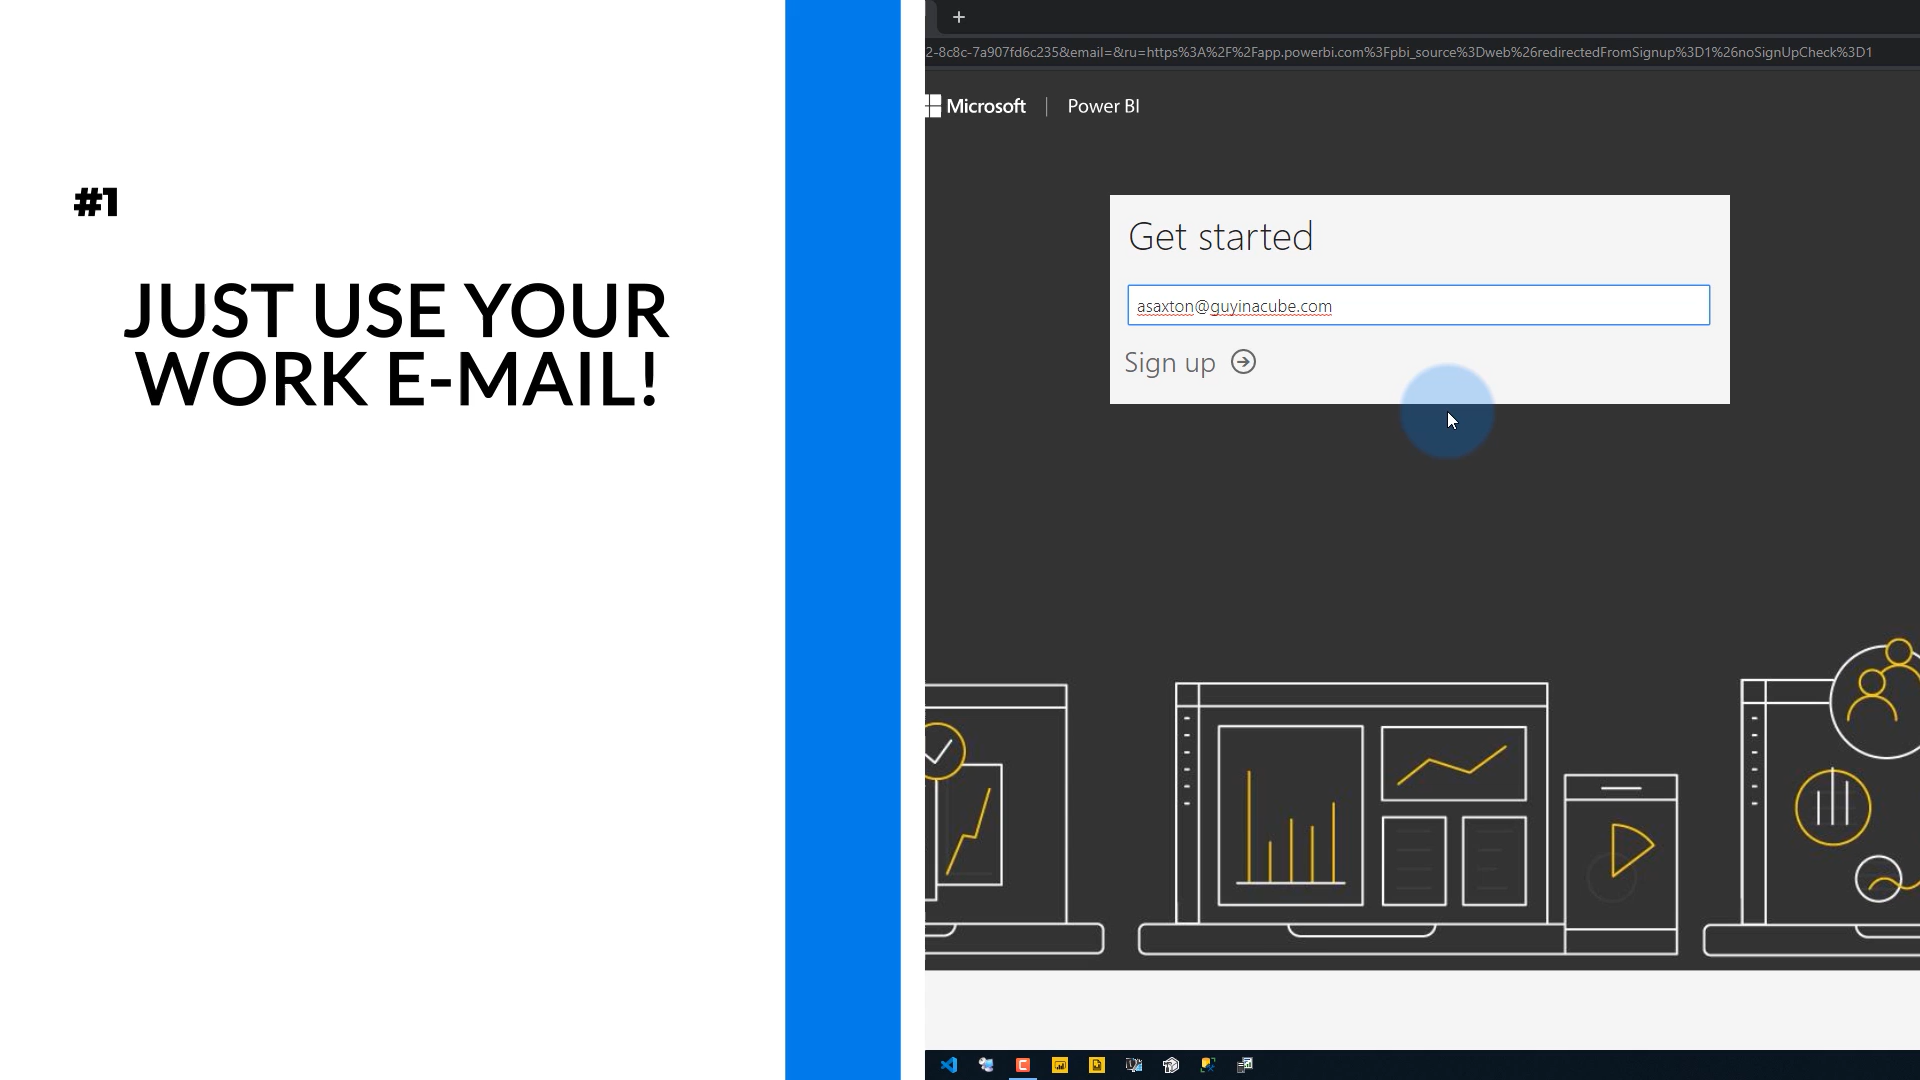 #1
JUST USE YOUR
WORK E-MAIL!
2-8c8c-7a907fd6c235&email=&ru=https%3A%2F%2Fapp.powerbi.com%3Fpbi_source%3Dweb%26redirectedFromSignup%3D1%26noSignUpCheck%3D1
Microsoft | Power BI
Get started
asaxton@guyinacube.com
Sign up